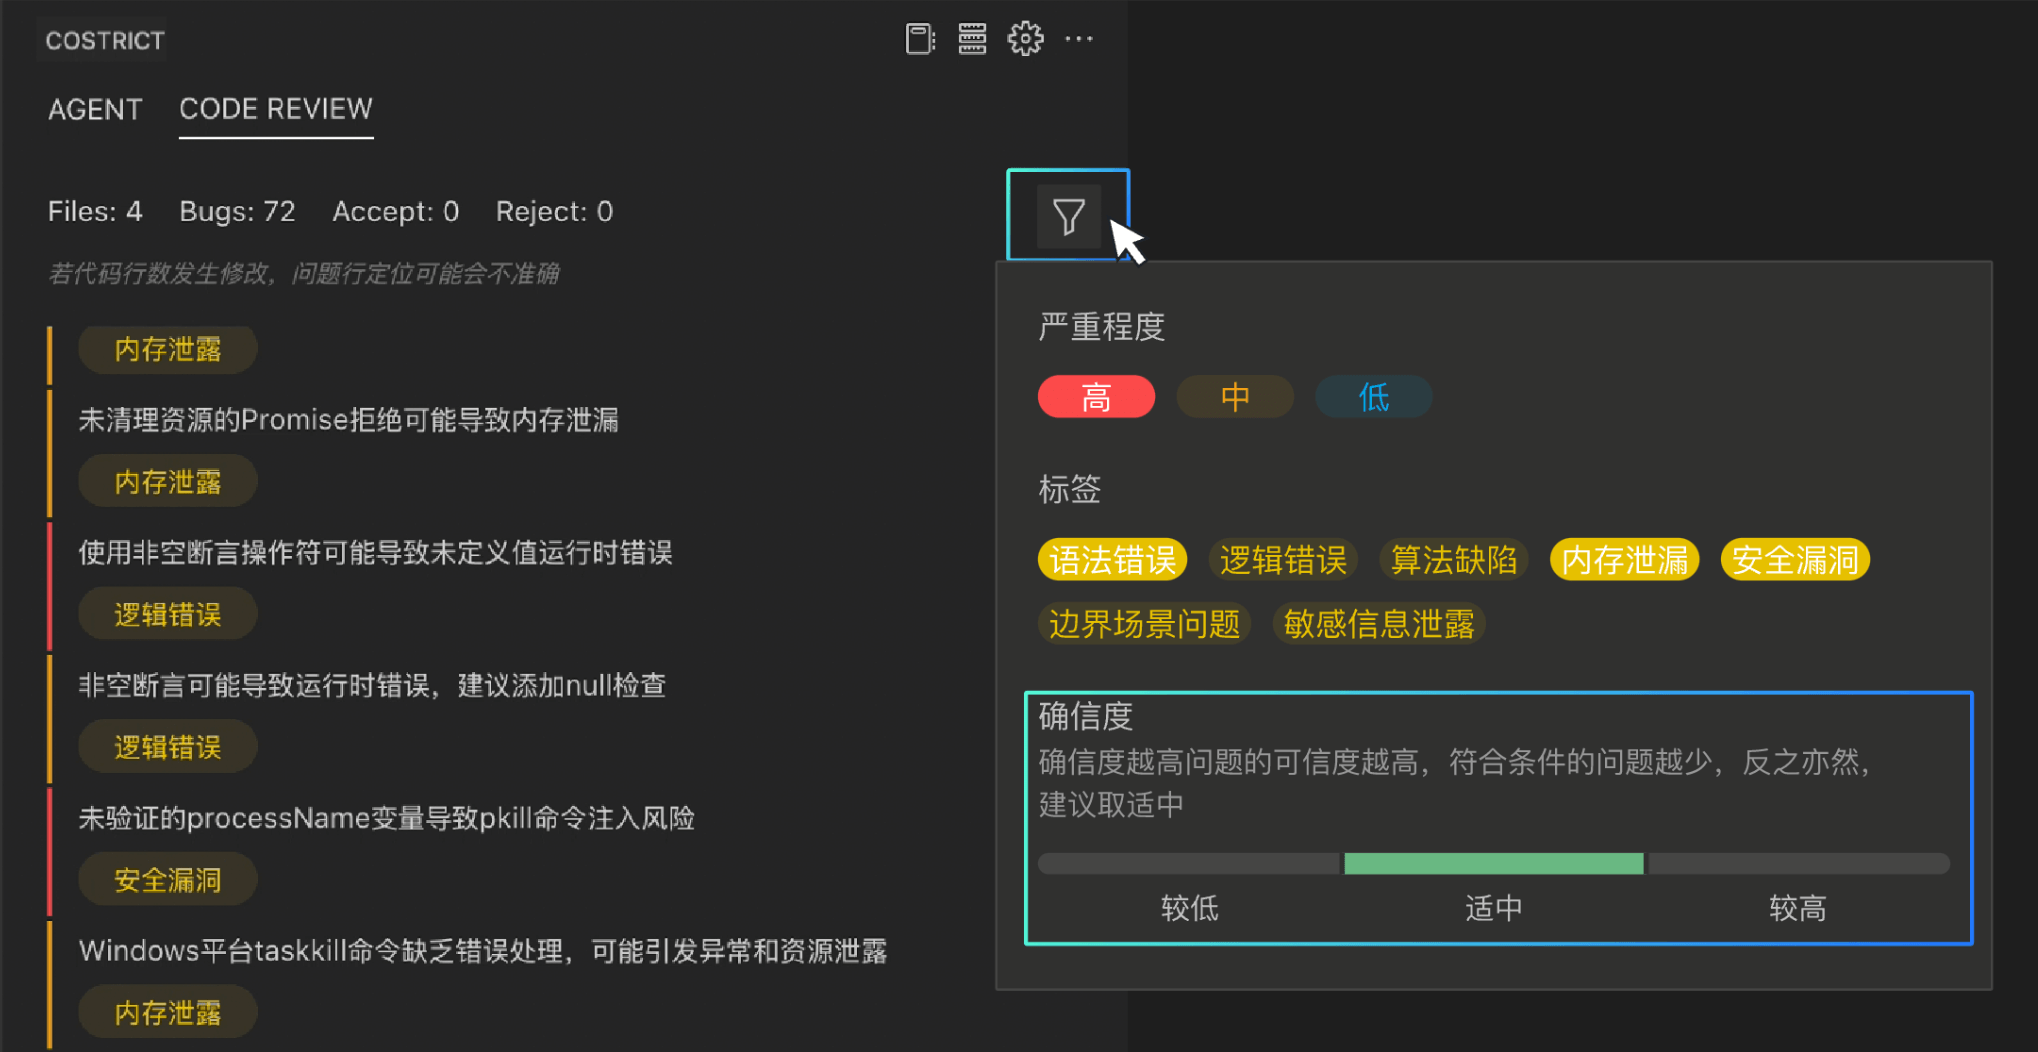 COSTRICT
AGENT CODE REVIEW
Files: 4 Bugs: 72 Accept: 0 Reject: 0
若代码行数发生修改，问题行定位可能会不准确
内存泄露
未清理资源的Promise拒绝可能导致内存泄漏
内存泄露
使用非空断言操作符可能导致未定义值运行时错误
逻辑错误
非空断言可能导致运行时错误，建议添加null检查
逻辑错误
未验证的processName变量导致pkill命令注入风险
安全漏洞
Windows平台taskkill命令缺乏错误处理，可能引发异常和资源泄露
内存泄露
严重程度
高 中 低
标签
语法错误 逻辑错误 算法缺陷 内存泄漏 安全漏洞
边界场景问题 敏感信息泄露
确信度
确信度越高问题的可信度越高，符合条件的问题越少，反之亦然，
建议取适中
较低 适中 较高